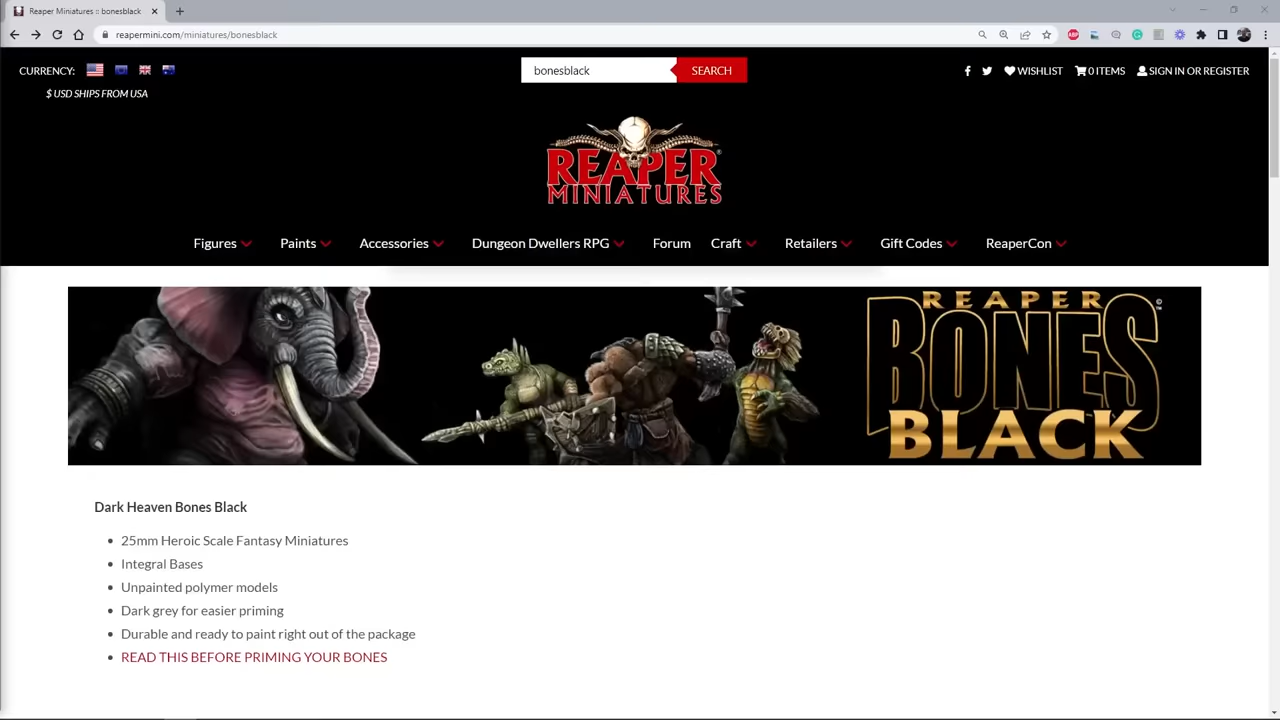 Reaper Miniatures :: bonesblack
reapermini.com/miniatures/bonesblack
CURRENCY:
$ USD SHIPS FROM USA
bonesblack
SEARCH
WISHLIST
0 ITEMS
SIGN IN OR REGISTER
REAPER
MINIATURES
Figures
Paints
Accessories
Dungeon Dwellers RPG
Forum
Craft
Retailers
Gift Codes
ReaperCon
REAPER
BONES
BLACK
Dark Heaven Bones Black
• 25mm Heroic Scale Fantasy Miniatures
• Integral Bases
• Unpainted polymer models
• Dark grey for easier priming
• Durable and ready to paint right out of the package
• READ THIS BEFORE PRIMING YOUR BONES